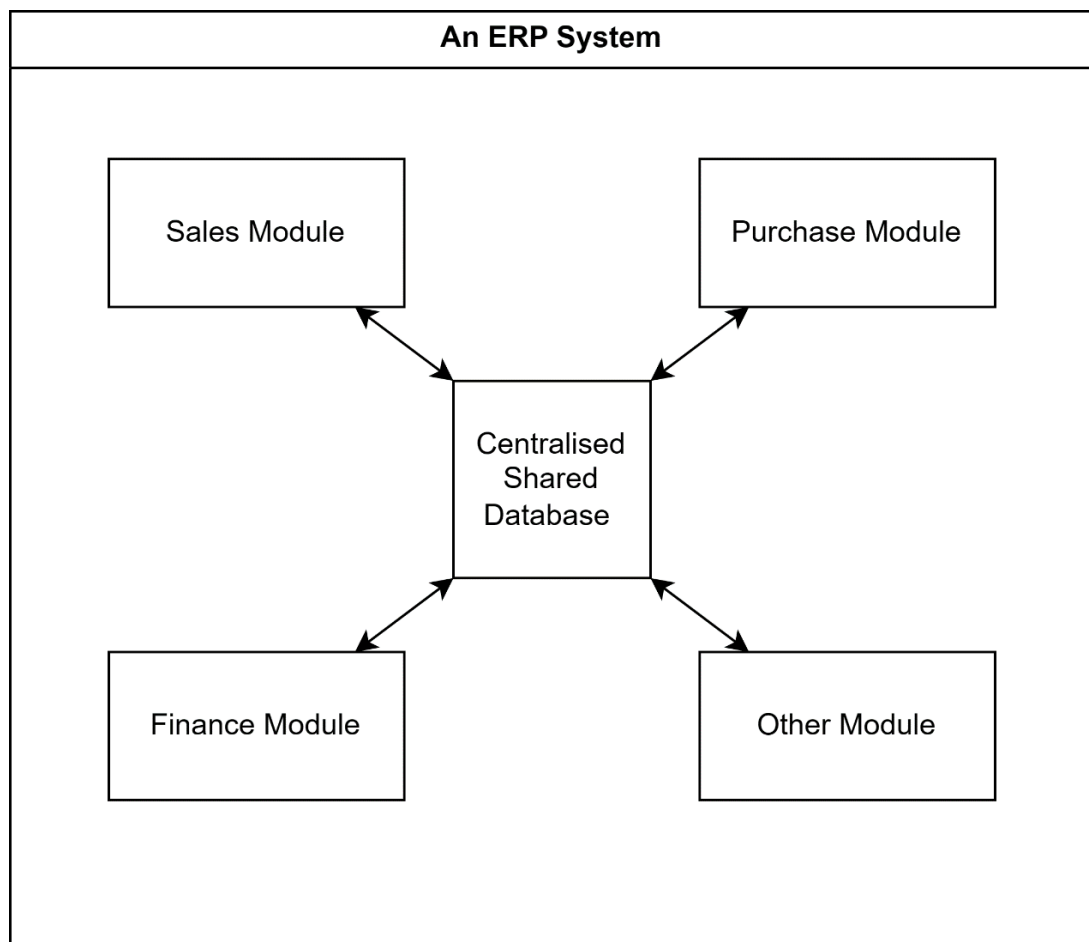 An ERP System
Sales Module
Purchase Module
Centralised
Shared
Database
Finance Module
Other Module